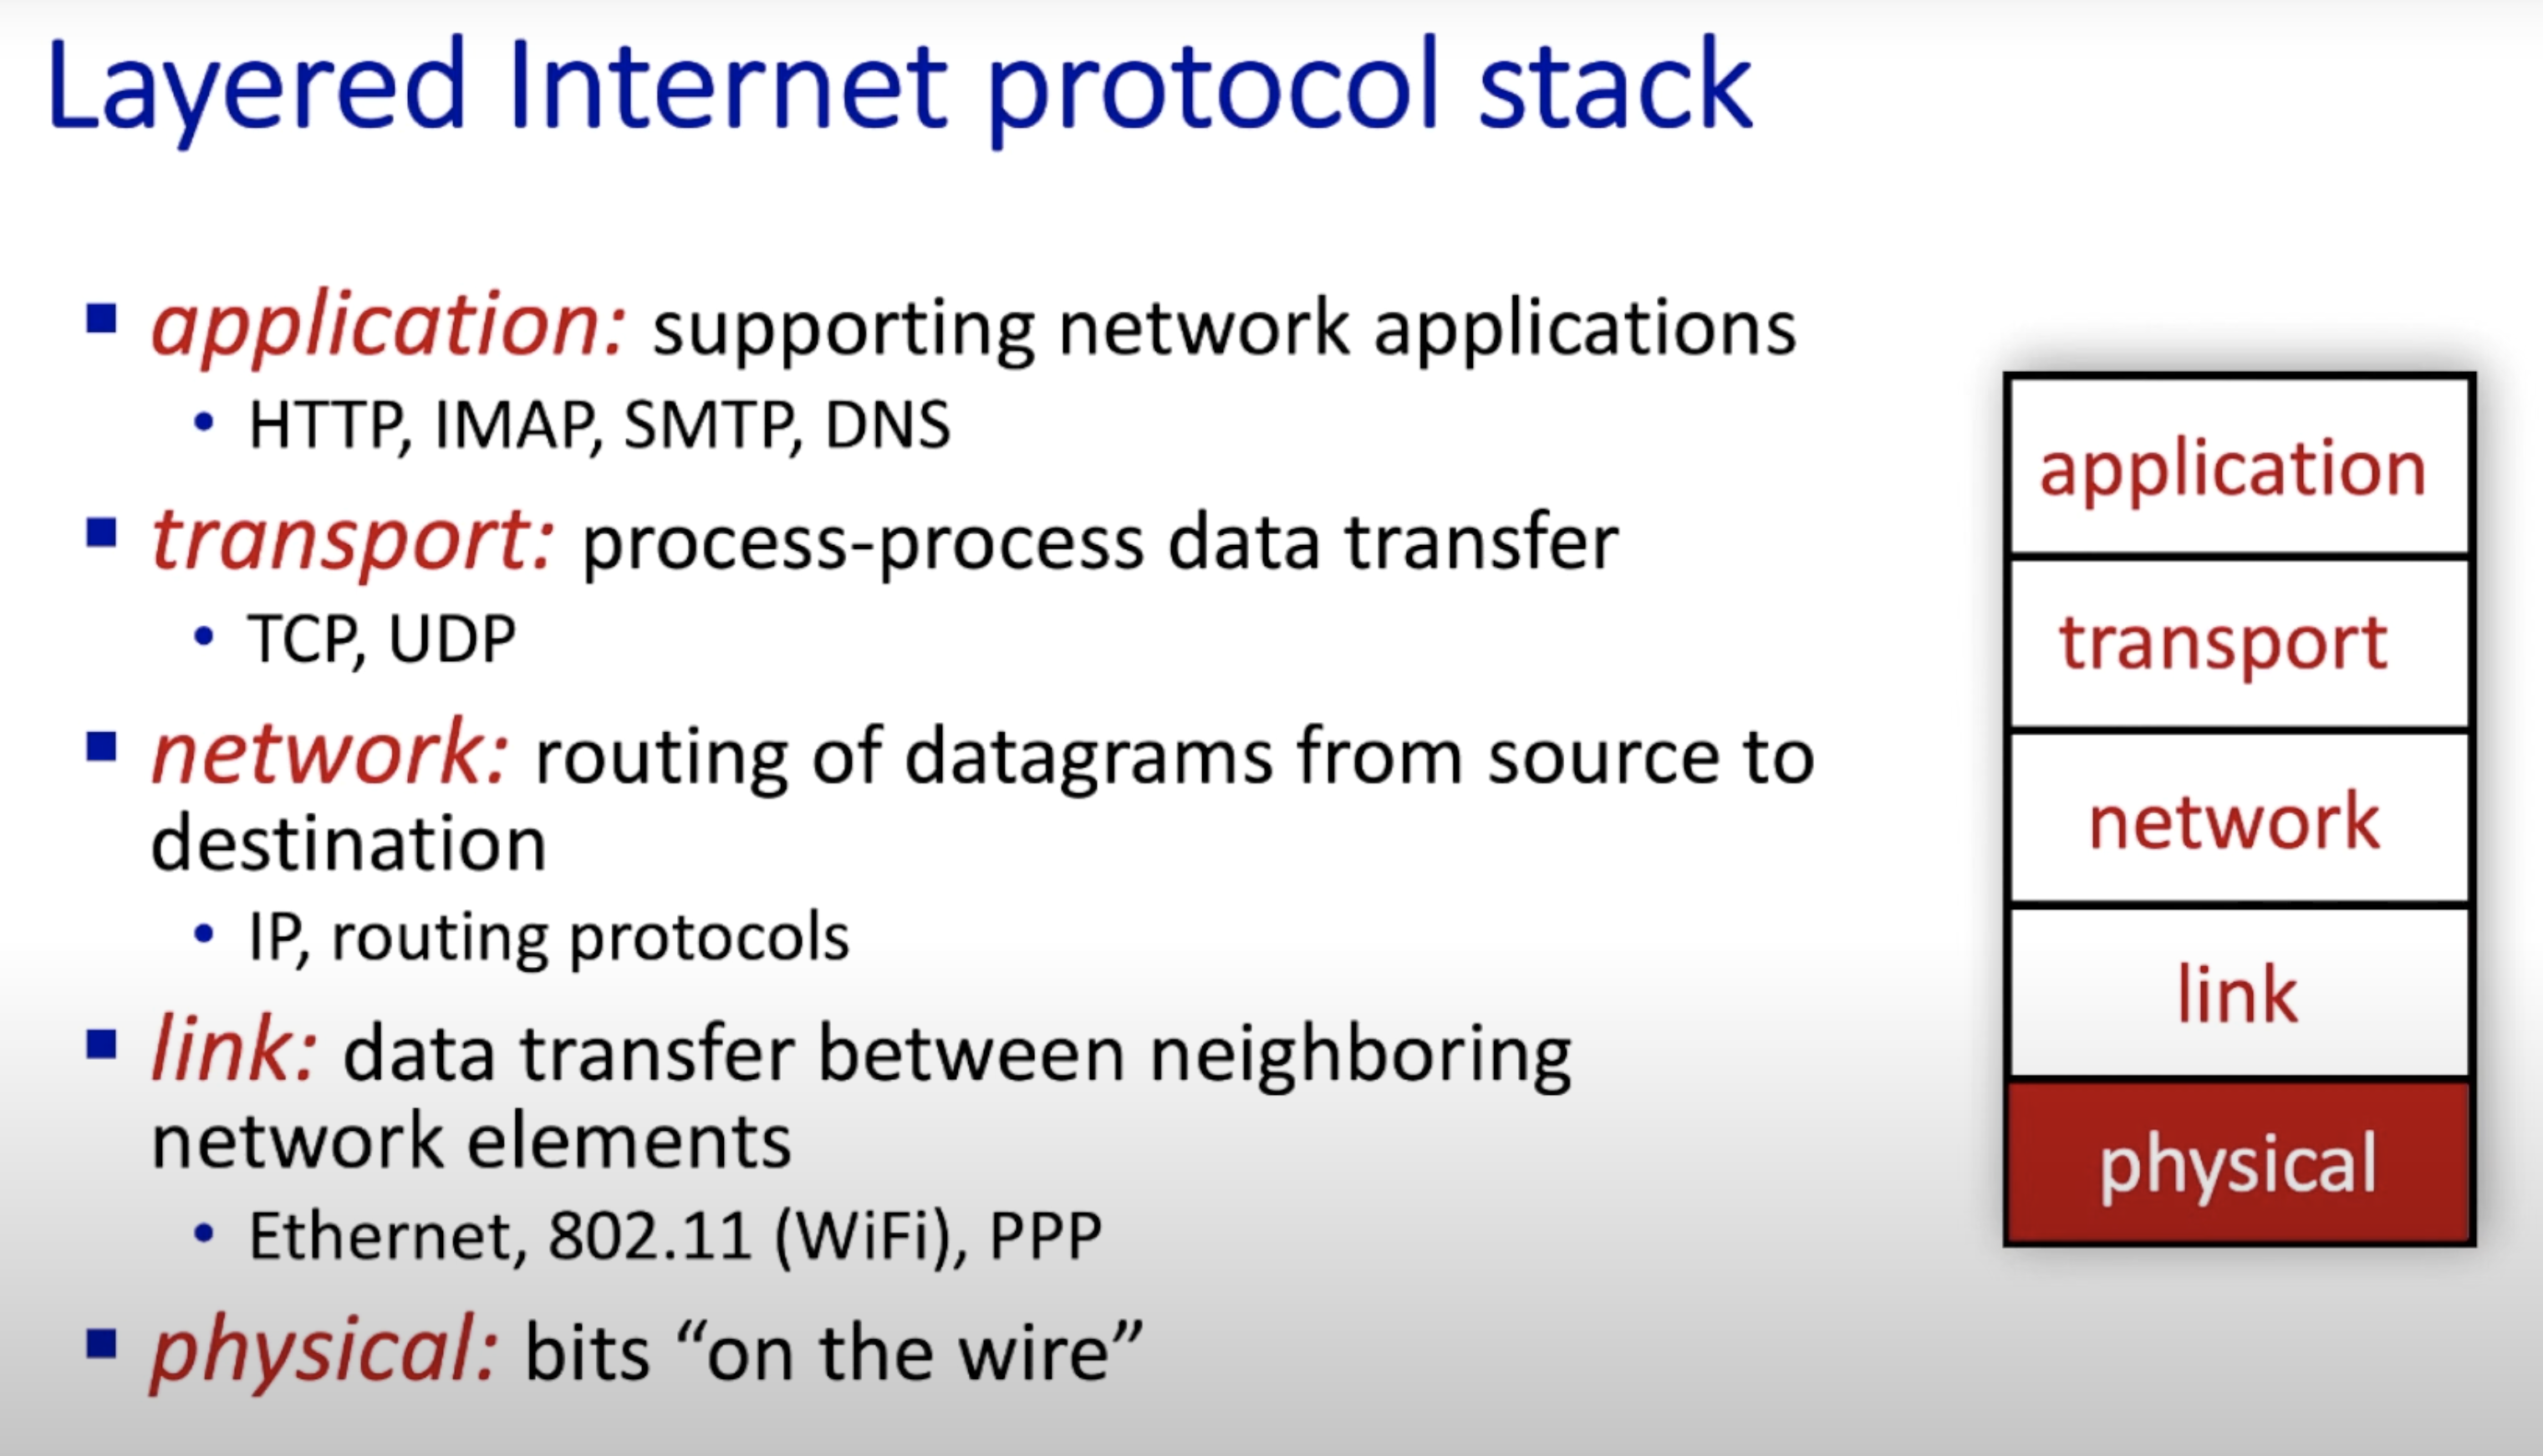 Layered Internet protocol stack
▪ application: supporting network applications
• HTTP, IMAP, SMTP, DNS
▪ transport: process-process data transfer
• TCP, UDP
▪ network: routing of datagrams from source to
destination
• IP, routing protocols
▪ link: data transfer between neighboring
network elements
• Ethernet, 802.11 (WiFi), PPP
▪ physical: bits “on the wire”
application
transport
network
link
physical